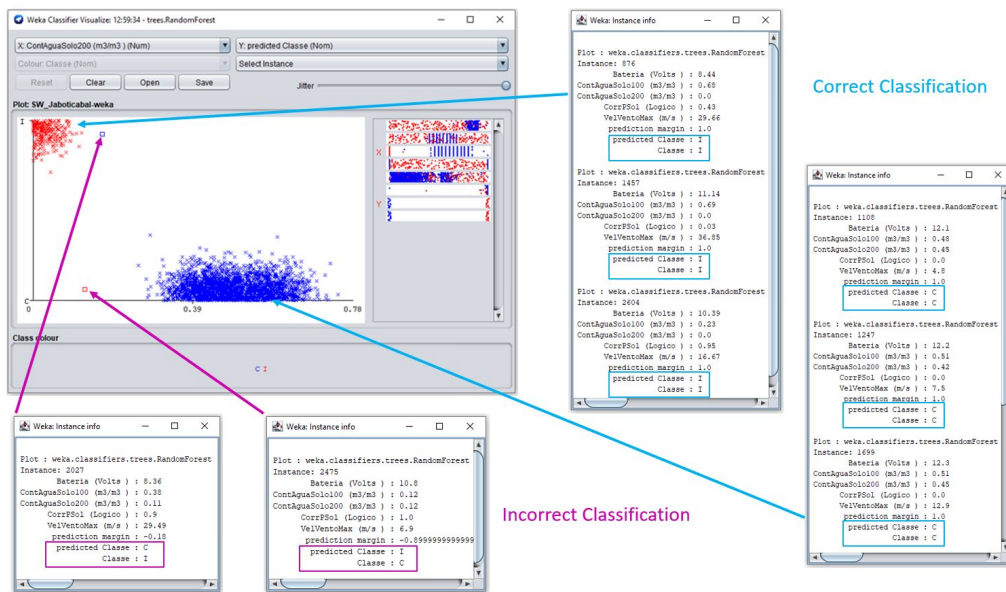 Weka Classifier Visualize: 12:59:34 - trees.RandomForest
X: ContAguaSolo200 (m3/m3 ) (Num)
Y: predicted Classe (Nom)
Colour: Classe (Nom)
Select Instance
Reset
Clear
Open
Save
Jitter
Plot: SW_Jaboticabal-weka
I
C
0
0.39
0.78
X
Y
Class colour
C I
Weka: Instance info
Plot : weka.classifiers.trees.RandomForest
Instance: 876
Bateria (Volts ) : 8.44
ContAguaSolo100 (m3/m3 ) : 0.68
ContAguaSolo200 (m3/m3 ) : 0.0
CorrPSol (Logico ) : 0.43
VelVentoMax (m/s ) : 29.66
prediction margin : 1.0
predicted Classe : I
Classe : I
Plot : weka.classifiers.trees.RandomForest
Instance: 1457
Bateria (Volts ) : 11.14
ContAguaSolo100 (m3/m3 ) : 0.69
ContAguaSolo200 (m3/m3 ) : 0.0
CorrPSol (Logico ) : 0.03
VelVentoMax (m/s ) : 36.85
prediction margin : 1.0
predicted Classe : I
Classe : I
Plot : weka.classifiers.trees.RandomForest
Instance: 2604
Bateria (Volts ) : 10.39
ContAguaSolo100 (m3/m3 ) : 0.23
ContAguaSolo200 (m3/m3 ) : 0.0
CorrPSol (Logico ) : 0.95
VelVentoMax (m/s ) : 16.67
prediction margin : 1.0
predicted Classe : I
Classe : I
Correct Classification
Weka: Instance info
Plot : weka.classifiers.trees.RandomForest
Instance: 1108
Bateria (Volts ) : 12.1
ContAguaSolo100 (m3/m3 ) : 0.48
ContAguaSolo200 (m3/m3 ) : 0.45
CorrPSol (Logico ) : 0.0
VelVentoMax (m/s ) : 4.8
prediction margin : 1.0
predicted Classe : C
Classe : C
Plot : weka.classifiers.trees.RandomForest
Instance: 1247
Bateria (Volts ) : 12.2
ContAguaSolo100 (m3/m3 ) : 0.51
ContAguaSolo200 (m3/m3 ) : 0.42
CorrPSol (Logico ) : 0.0
VelVentoMax (m/s ) : 7.5
prediction margin : 1.0
predicted Classe : C
Classe : C
Plot : weka.classifiers.trees.RandomForest
Instance: 1699
Bateria (Volts ) : 12.3
ContAguaSolo100 (m3/m3 ) : 0.51
ContAguaSolo200 (m3/m3 ) : 0.45
CorrPSol (Logico ) : 0.0
VelVentoMax (m/s ) : 12.9
prediction margin : 1.0
predicted Classe : C
Classe : C
Weka: Instance info
Plot : weka.classifiers.trees.RandomForest
Instance: 2027
Bateria (Volts ) : 8.36
ContAguaSolo100 (m3/m3 ) : 0.38
ContAguaSolo200 (m3/m3 ) : 0.11
CorrPSol (Logico ) : 0.9
VelVentoMax (m/s ) : 29.49
prediction margin : -0.18
predicted Classe : C
Classe : I
Weka: Instance info
Plot : weka.classifiers.trees.RandomForest
Instance: 2475
Bateria (Volts ) : 10.8
ContAguaSolo100 (m3/m3 ) : 0.12
ContAguaSolo200 (m3/m3 ) : 0.12
CorrPSol (Logico ) : 1.0
VelVentoMax (m/s ) : 6.9
prediction margin : -0.8999999999999
predicted Classe : I
Classe : C
Incorrect Classification